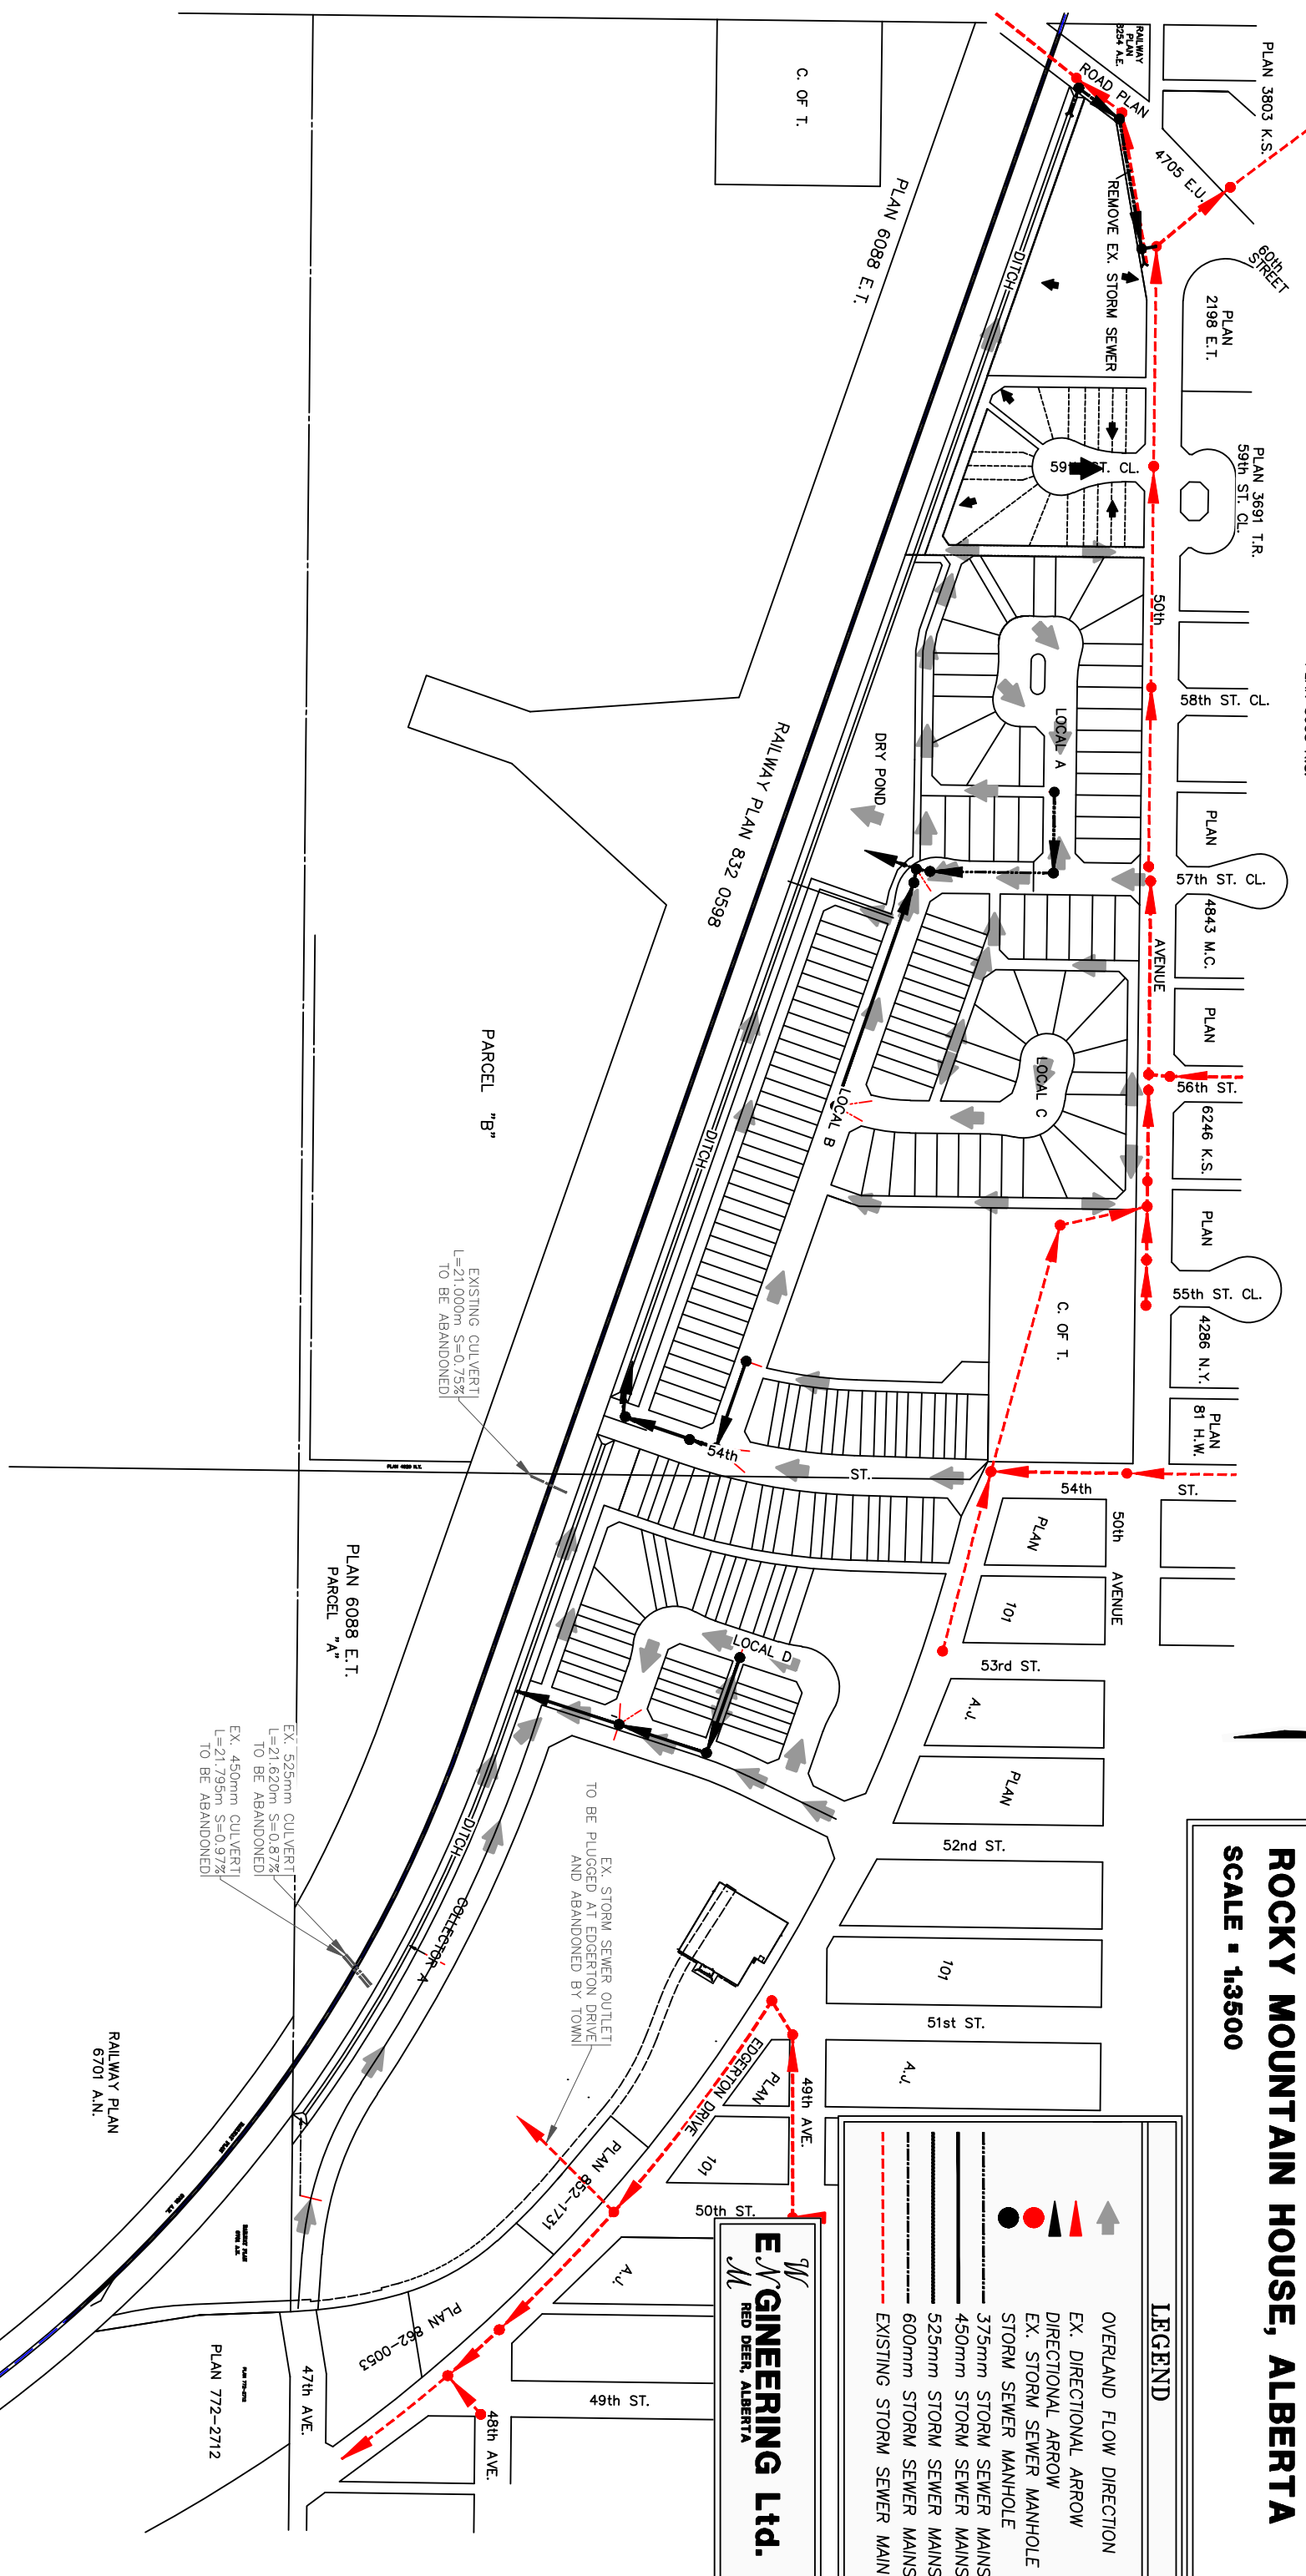 ROCKY MOUNTAIN HOUSE, ALBERTA
SCALE = 1:3500
LEGEND
OVERLAND FLOW DIRECTION
EX. DIRECTIONAL ARROW
DIRECTIONAL ARROW
EX. STORM SEWER MANHOLE
STORM SEWER MANHOLE
375mm STORM SEWER MAINS
450mm STORM SEWER MAINS
525mm STORM SEWER MAINS
600mm STORM SEWER MAINS
EXISTING STORM SEWER MAIN
W
ENGINEERING Ltd.
M
RED DEER, ALBERTA
PLAN 3803 K.S.
RAILWAY
PLAN
8254 A.E.
ROAD PLAN
4705 E.U.
60th
STREET
PLAN
2198 E.T.
REMOVE EX. STORM SEWER
C. OF T.
PLAN 6088 E.T.
DITCH
PLAN 3691 T.R.
59th ST. CL.
59th ST. CL.
50th
58th ST. CL.
LOCAL A
DRY POND
PLAN
57th ST. CL.
4843 M.C.
AVENUE
PLAN
56th ST.
6246 K.S.
PLAN
55th ST. CL.
4286 N.Y.
PLAN
81 H.W.
RAILWAY PLAN 832 0598
LOCAL C
LOCAL B
PARCEL "B"
DITCH
C. OF T.
EXISTING CULVERT
L=21.000m S=0.75%
TO BE ABANDONED
54th
ST.
54th
ST.
50th
AVENUE
PLAN
101
53rd ST.
A.J.
PLAN
52nd ST.
101
51st ST.
A.J.
PLAN 6088 E.T.
PARCEL "A"
LOCAL D
EX. 525mm CULVERT
L=21.620m S=0.87%
TO BE ABANDONED
EX. 450mm CULVERT
L=21.795m S=0.97%
TO BE ABANDONED
DITCH
COLLECTOR A
EX. STORM SEWER OUTLET
TO BE PLUGGED AT EDGERTON DRIVE
AND ABANDONED BY TOWN
EDGERTON DRIVE
PLAN
101
49th AVE.
50th ST.
PLAN 852-1731
A.J.
PLAN 862-0053
49th ST.
48th AVE.
47th AVE.
RAILWAY PLAN
6701 A.N.
PLAN 772-2712